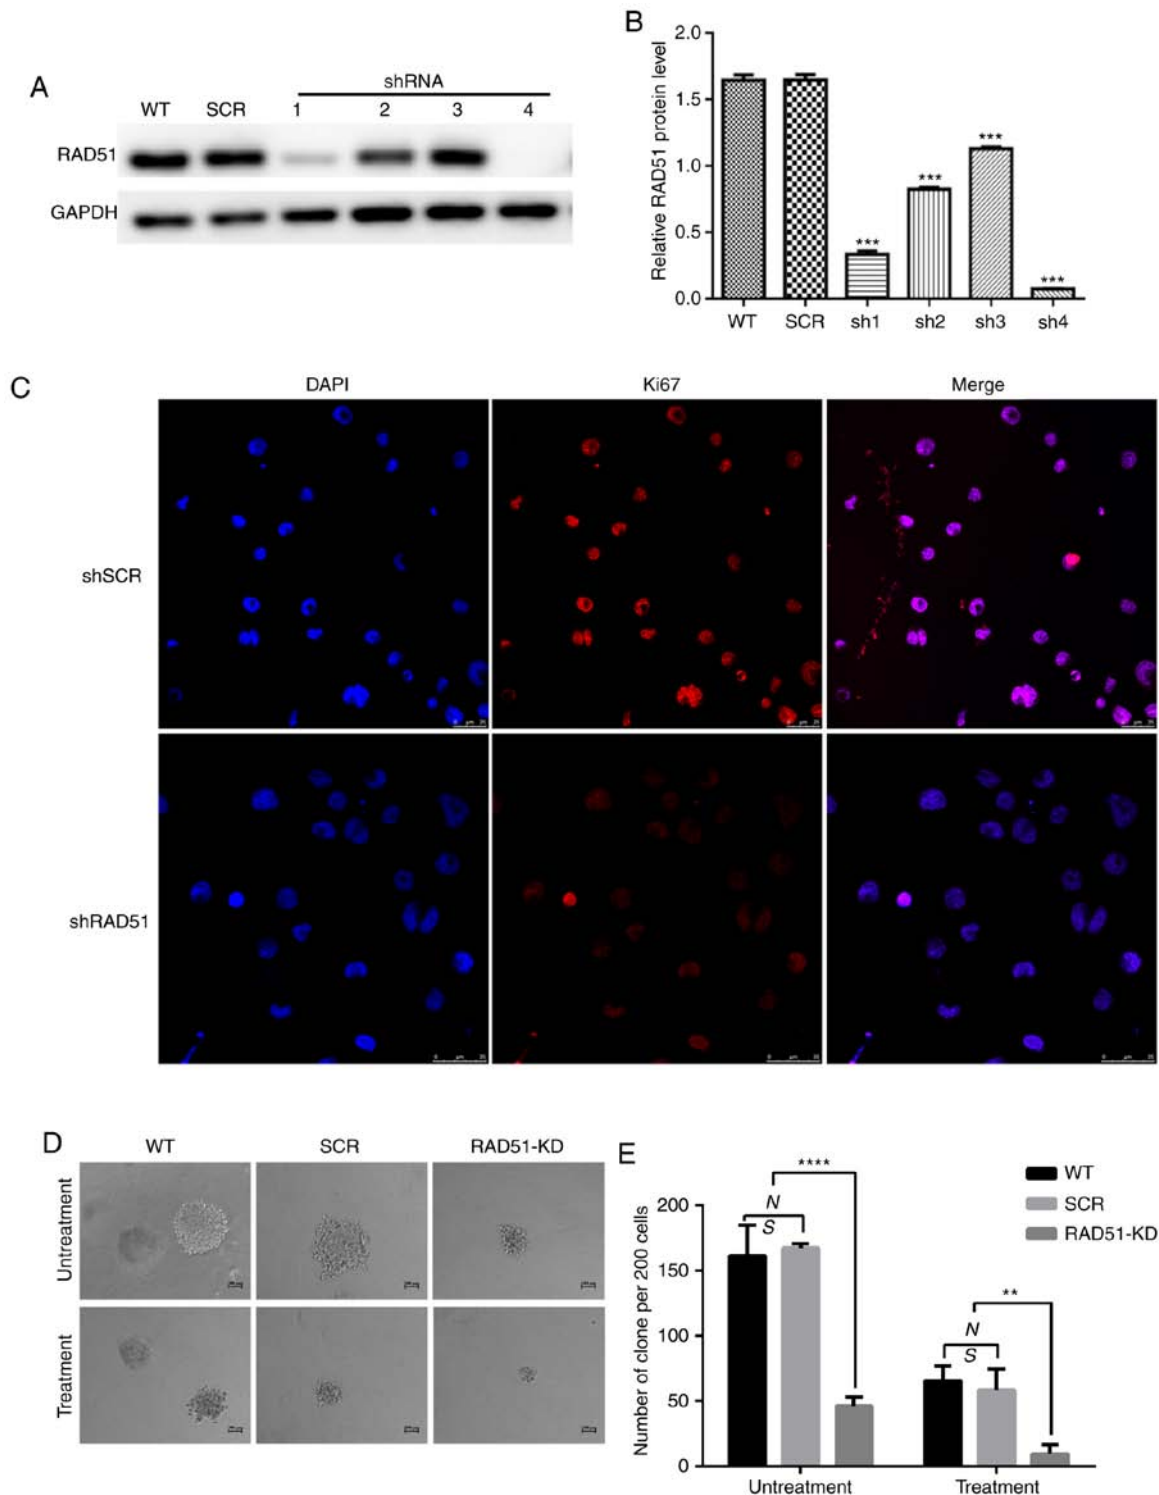 A
shRNA
WT SCR 1 2 3 4
RAD51
GAPDH
B
Relative RAD51 protein level
2.0
1.5
1.0
0.5
0.0
***
***
***
***
WT SCR sh1 sh2 sh3 sh4
C
DAPI Ki67 Merge
shSCR
shRAD51
D
WT SCR RAD51-KD
Untreatment
Treatment
E
Number of clone per 200 cells
200
150
100
50
0
****
N
S
**
N
S
WT
SCR
RAD51-KD
Untreatment Treatment